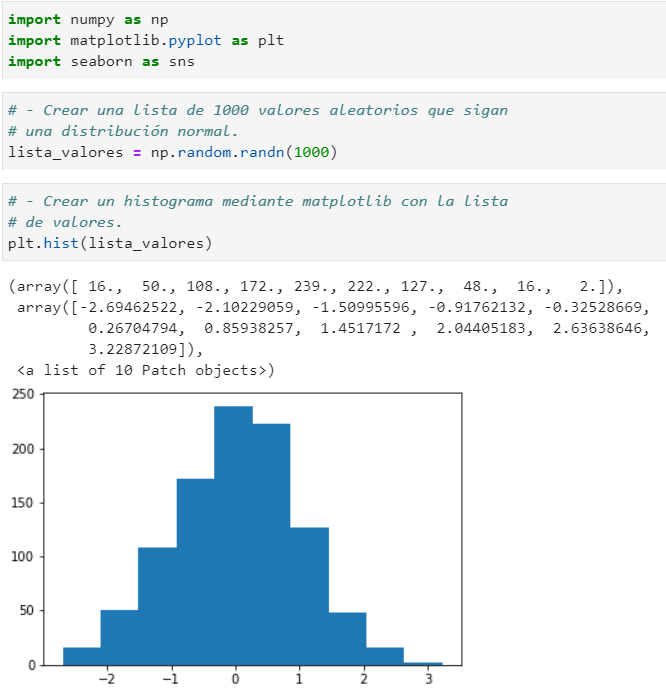 import numpy as np
import matplotlib.pyplot as plt
import seaborn as sns
# - Crear una lista de 1000 valores aleatorios que sigan
# una distribución normal.
lista_valores = np.random.randn(1000)
# - Crear un histograma mediante matplotlib con la lista
# de valores.
plt.hist(lista_valores)
(array([ 16.,  50., 108., 172., 239., 222., 127.,  48.,  16.,   2.]),
 array([-2.69462522, -2.10229059, -1.50995596, -0.91762132, -0.32528669,
         0.26704794,  0.85938257,  1.4517172 ,  2.04405183,  2.63638646,
         3.22872109]),
 <a list of 10 Patch objects>)
250
200
150
100
50
0
−2 −1 0 1 2 3